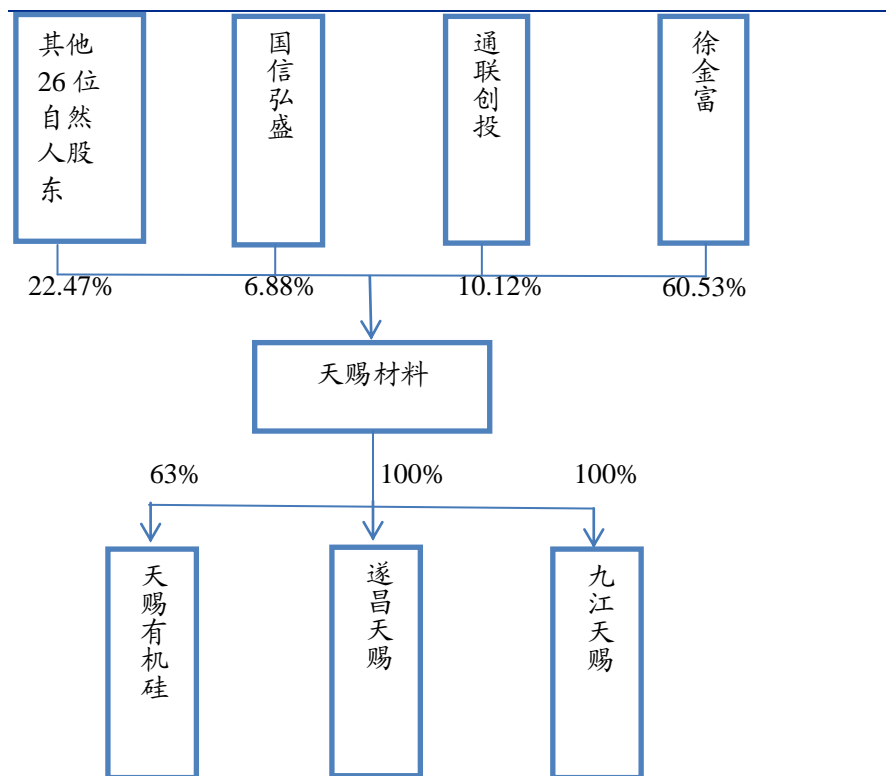 其他
26 位
自然
人股
东
国信弘盛
通联创投
徐金富
22.47%
6.88%
10.12%
60.53%
天赐材料
63%
100%
100%
天赐有机硅
遂昌天赐
九江天赐